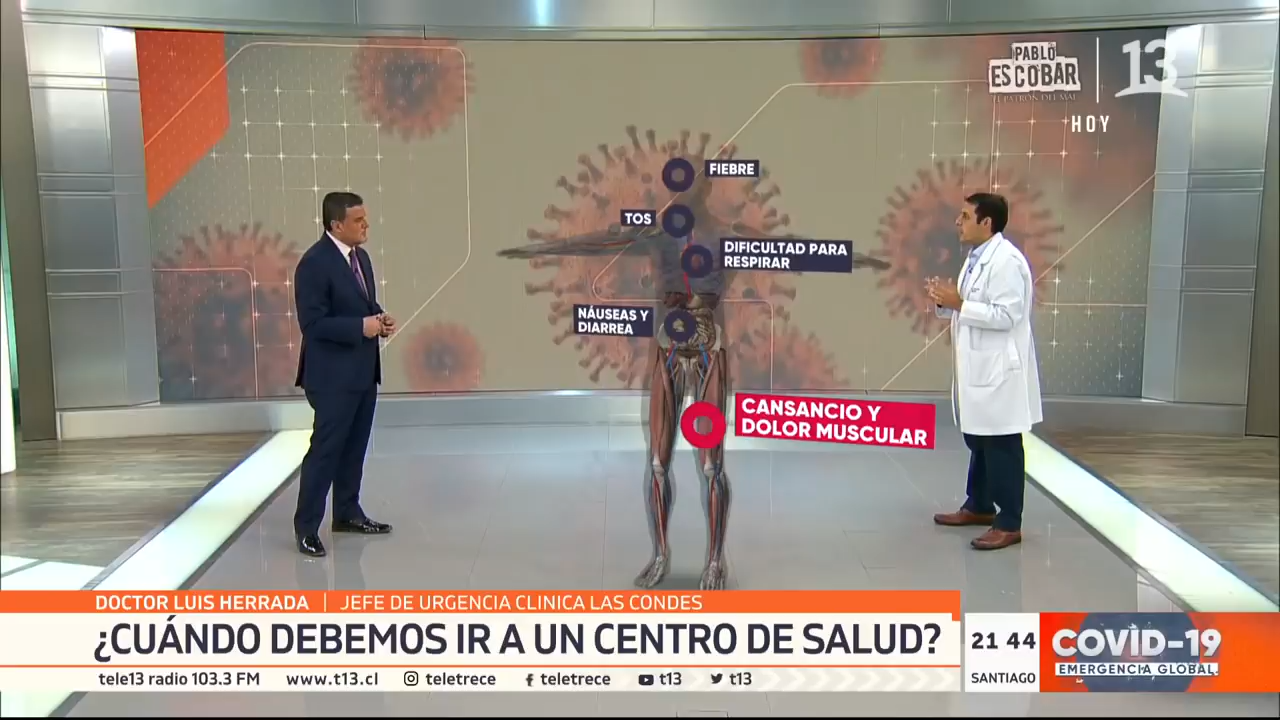 PABLO
ESCOBAR
EL PATRÓN DEL MAL
13
HOY
FIEBRE
TOS
DIFICULTAD PARA
RESPIRAR
NÁUSEAS Y
DIARREA
CANSANCIO Y
DOLOR MUSCULAR
DOCTOR LUIS HERRADA | JEFE DE URGENCIA CLINICA LAS CONDES
¿CUÁNDO DEBEMOS IR A UN CENTRO DE SALUD?
21 44
SANTIAGO
COVID-19
EMERGENCIA GLOBAL
tele13 radio 103.3 FM www.t13.cl teletrece teletrece t13 t13